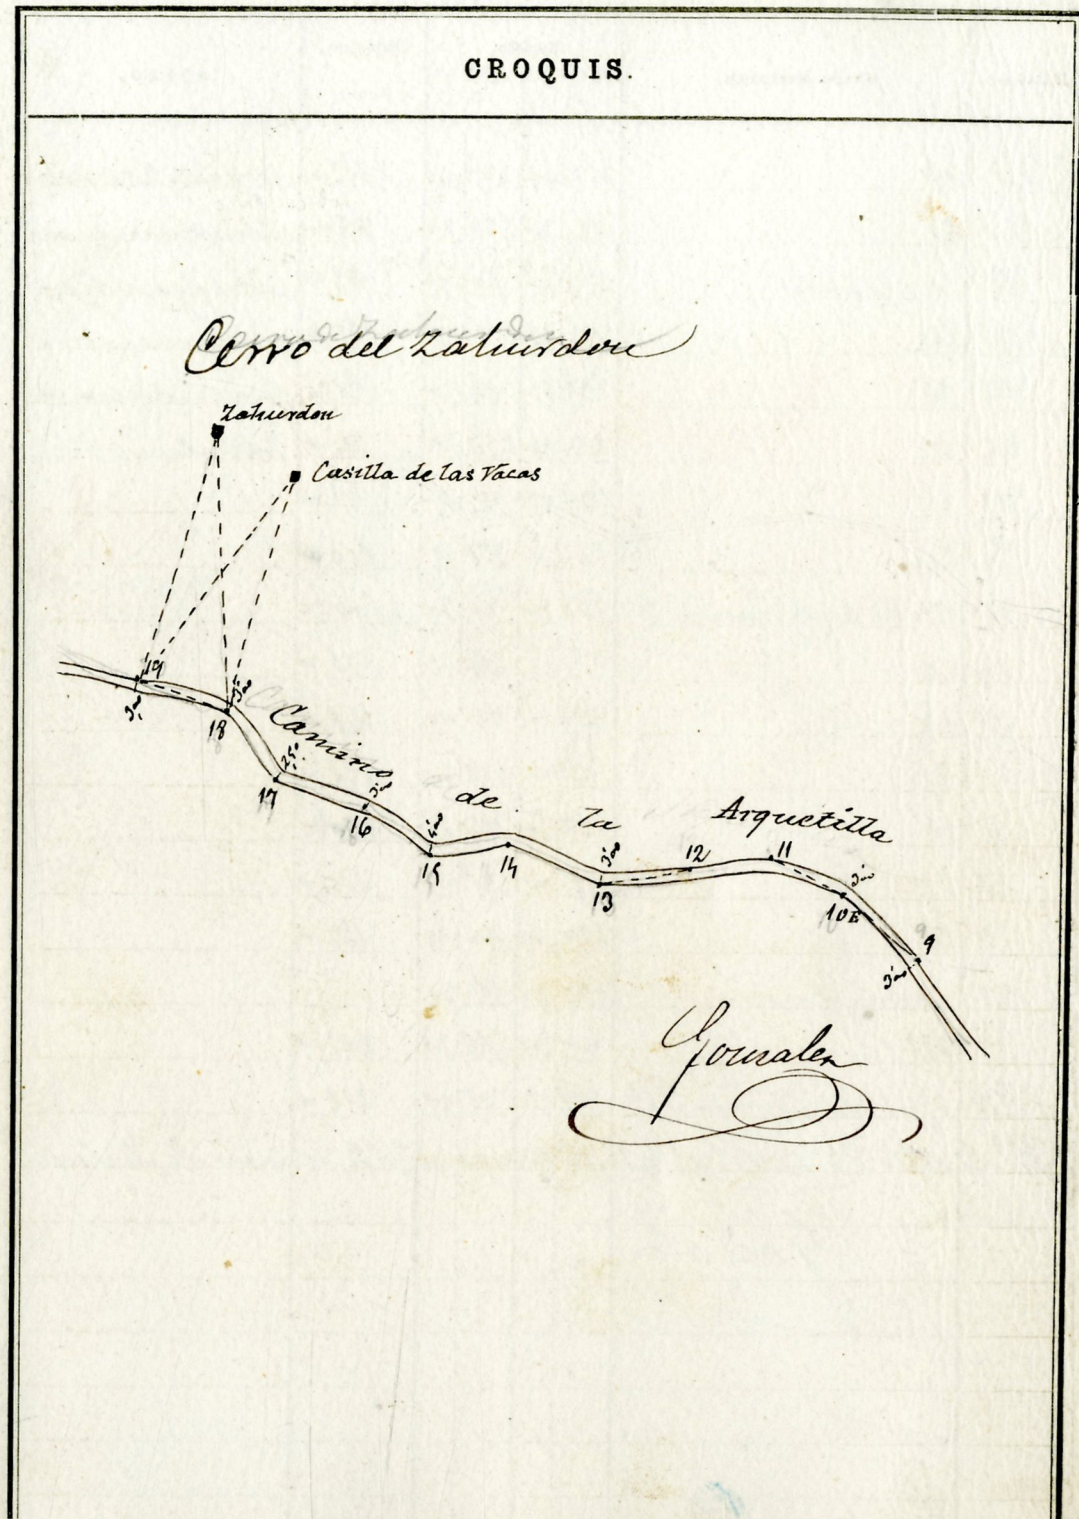 CROQUIS.
Cerro del Zahurdon
Zahurdon
Casilla de las Vacas
19
18
Camino de la Arquetilla
17
16
15
14
13
12
11
10E
9
Gonzalez